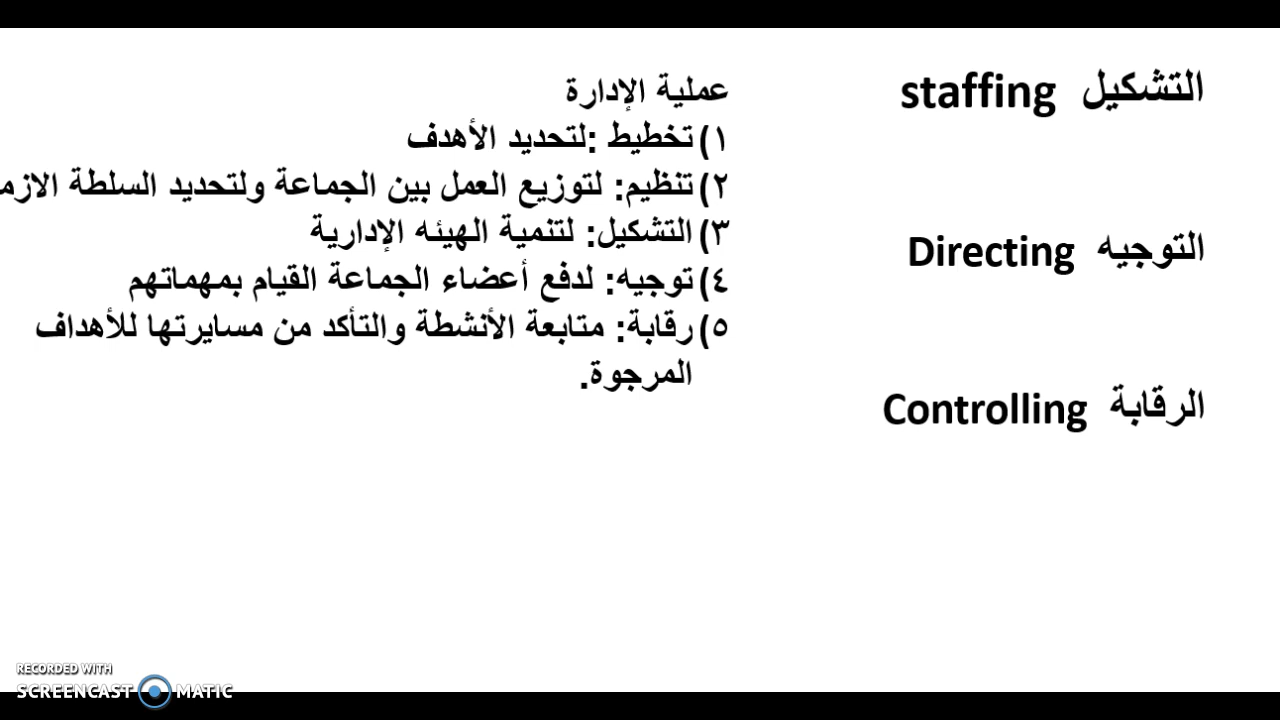 التشكيل staffing
التوجيه Directing
الرقابة Controlling
عملية الإدارة
١) تخطيط :لتحديد الأهدف
٢) تنظيم: لتوزيع العمل بين الجماعة ولتحديد السلطة الازم
٣) التشكيل: لتنمية الهيئه الإدارية
٤) توجيه: لدفع أعضاء الجماعة القيام بمهماتهم
٥) رقابة: متابعة الأنشطة والتأكد من مسايرتها للأهداف
المرجوة.
RECORDED WITH
SCREENCAST MATIC